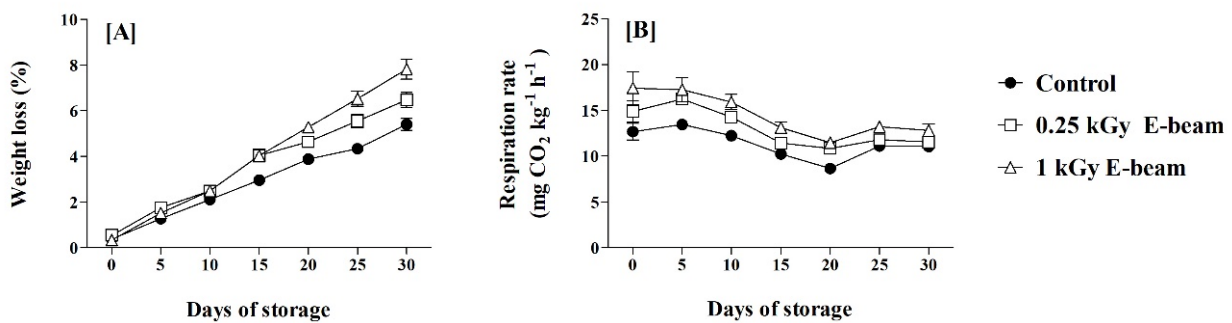 [A]
Weight loss (%)
10
8
6
4
2
0
0 5 10 15 20 25 30
Days of storage
[B]
Respiration rate
(mg CO₂ kg⁻¹ h⁻¹)
25
20
15
10
5
0
0 5 10 15 20 25 30
Days of storage
Control
0.25 kGy E-beam
1 kGy E-beam